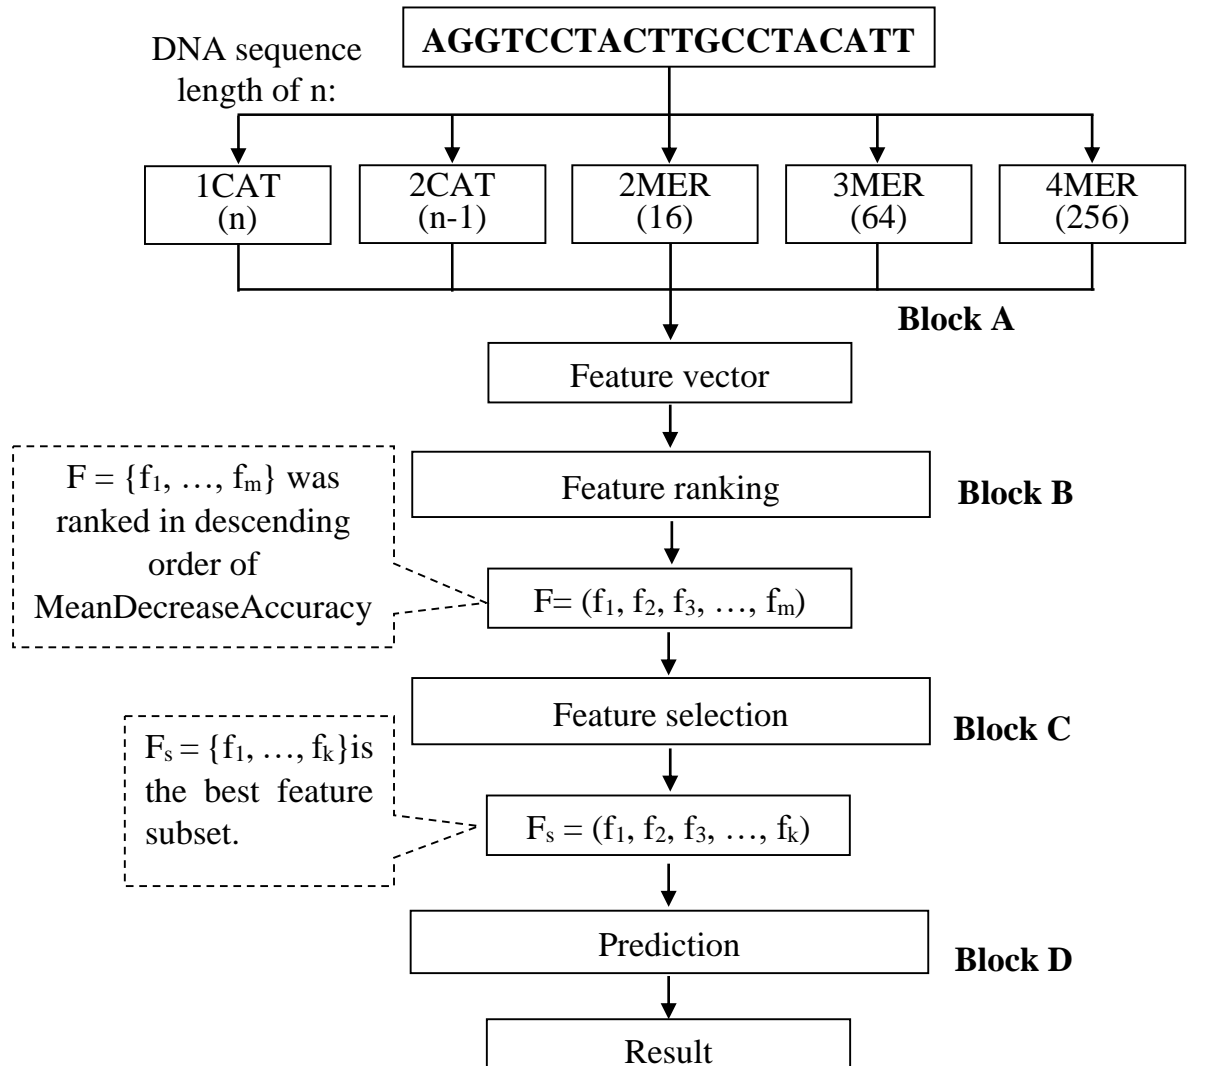 AGGTCCTACTTGCCTACATT
DNA sequence
length of n:
1CAT
(n)
2CAT
(n-1)
2MER
(16)
3MER
(64)
4MER
(256)
Block A
Feature vector
F = {f₁, …, fₘ} was
ranked in descending
order of
MeanDecreaseAccuracy
Feature ranking
Block B
F= (f₁, f₂, f₃, …, fₘ)
Feature selection
Block C
Fₛ = {f₁, …, fₖ}is
the best feature
subset.
Fₛ = (f₁, f₂, f₃, …, fₖ)
Prediction
Block D
Result